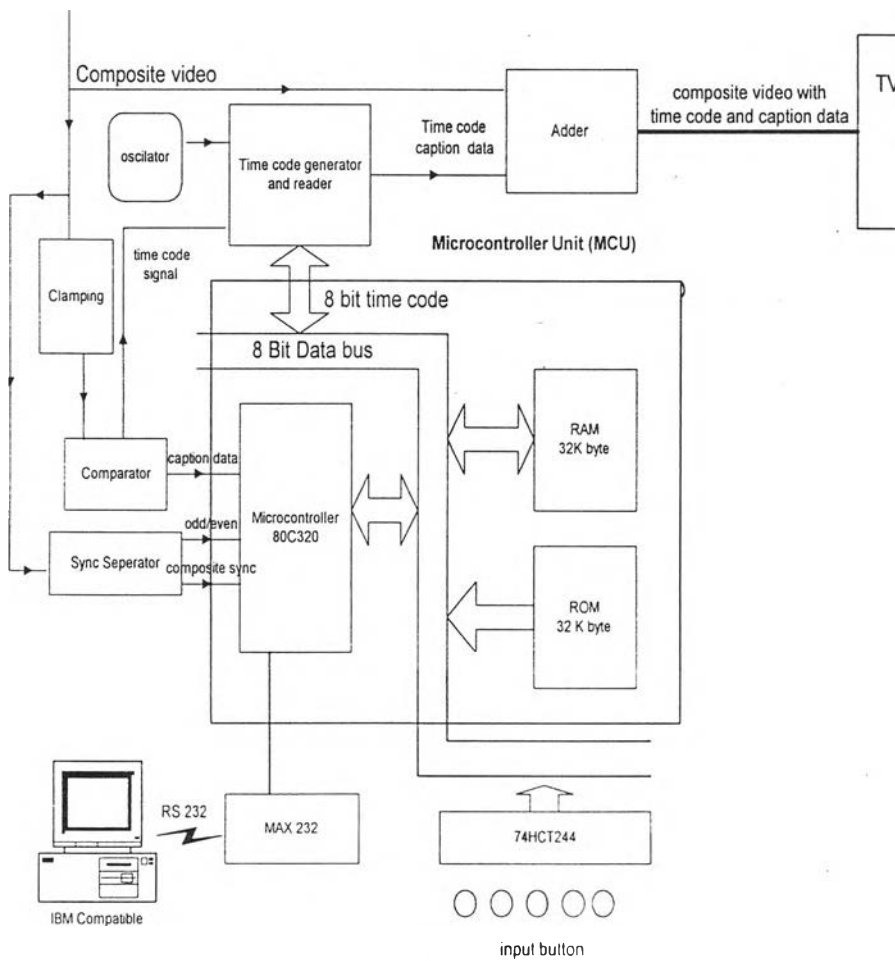 Composite video
TV
composite video with
time code and caption data
Adder
oscilator
Time code generator
and reader
Time code
caption data
Microcontroller Unit (MCU)
time code
signal
Clamping
8 bit time code
8 Bit Data bus
RAM
32K byte
Comparator
caption data
Microcontroller
80C320
odd/even
Sync Seperator
composite sync
ROM
32 K byte
RS 232
MAX 232
74HCT244
IBM Compatible
input button